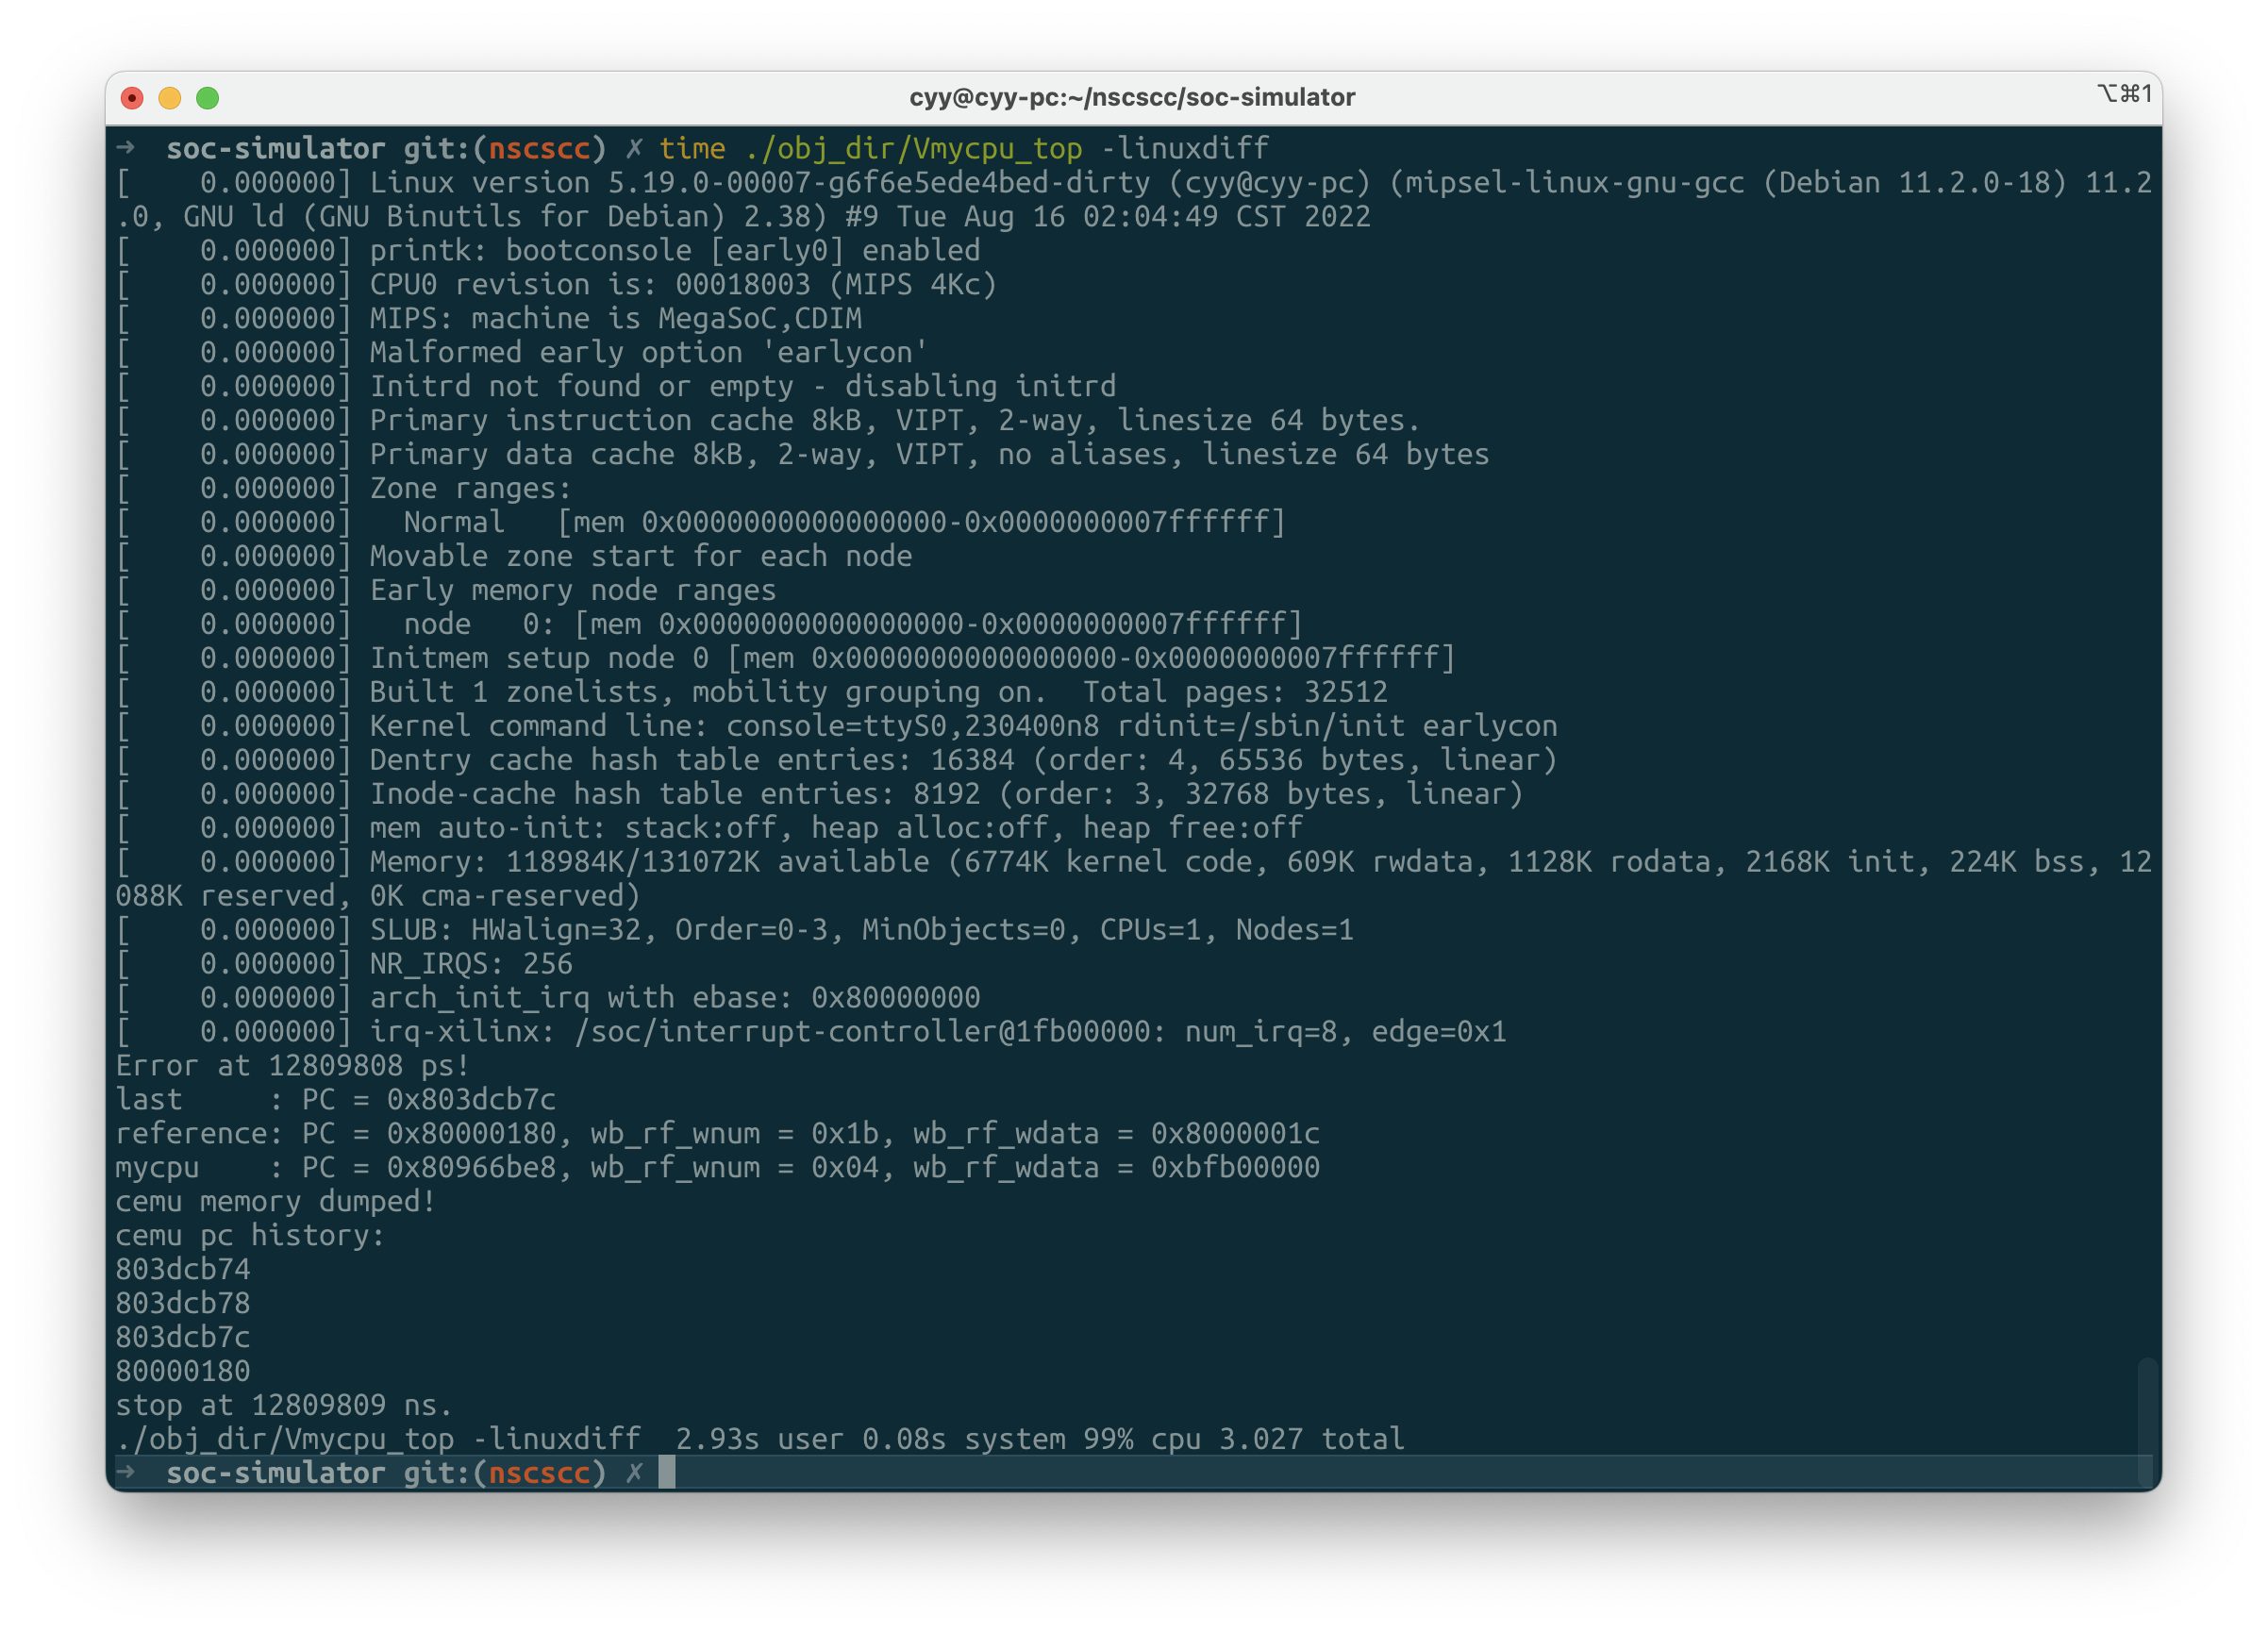 cyy@cyy-pc:~/nscscc/soc-simulator
⌥⌘1
➜  soc-simulator git:(nscscc) ✗ time ./obj_dir/Vmycpu_top -linuxdiff
[    0.000000] Linux version 5.19.0-00007-g6f6e5ede4bed-dirty (cyy@cyy-pc) (mipsel-linux-gnu-gcc (Debian 11.2.0-18) 11.2
.0, GNU ld (GNU Binutils for Debian) 2.38) #9 Tue Aug 16 02:04:49 CST 2022
[    0.000000] printk: bootconsole [early0] enabled
[    0.000000] CPU0 revision is: 00018003 (MIPS 4Kc)
[    0.000000] MIPS: machine is MegaSoC,CDIM
[    0.000000] Malformed early option 'earlycon'
[    0.000000] Initrd not found or empty - disabling initrd
[    0.000000] Primary instruction cache 8kB, VIPT, 2-way, linesize 64 bytes.
[    0.000000] Primary data cache 8kB, 2-way, VIPT, no aliases, linesize 64 bytes
[    0.000000] Zone ranges:
[    0.000000]   Normal   [mem 0x0000000000000000-0x0000000007ffffff]
[    0.000000] Movable zone start for each node
[    0.000000] Early memory node ranges
[    0.000000]   node   0: [mem 0x0000000000000000-0x0000000007ffffff]
[    0.000000] Initmem setup node 0 [mem 0x0000000000000000-0x0000000007ffffff]
[    0.000000] Built 1 zonelists, mobility grouping on.  Total pages: 32512
[    0.000000] Kernel command line: console=ttyS0,230400n8 rdinit=/sbin/init earlycon
[    0.000000] Dentry cache hash table entries: 16384 (order: 4, 65536 bytes, linear)
[    0.000000] Inode-cache hash table entries: 8192 (order: 3, 32768 bytes, linear)
[    0.000000] mem auto-init: stack:off, heap alloc:off, heap free:off
[    0.000000] Memory: 118984K/131072K available (6774K kernel code, 609K rwdata, 1128K rodata, 2168K init, 224K bss, 12
088K reserved, 0K cma-reserved)
[    0.000000] SLUB: HWalign=32, Order=0-3, MinObjects=0, CPUs=1, Nodes=1
[    0.000000] NR_IRQS: 256
[    0.000000] arch_init_irq with ebase: 0x80000000
[    0.000000] irq-xilinx: /soc/interrupt-controller@1fb00000: num_irq=8, edge=0x1
Error at 12809808 ps!
last     : PC = 0x803dcb7c
reference: PC = 0x80000180, wb_rf_wnum = 0x1b, wb_rf_wdata = 0x8000001c
mycpu    : PC = 0x80966be8, wb_rf_wnum = 0x04, wb_rf_wdata = 0xbfb00000
cemu memory dumped!
cemu pc history:
803dcb74
803dcb78
803dcb7c
80000180
stop at 12809809 ns.
./obj_dir/Vmycpu_top -linuxdiff  2.93s user 0.08s system 99% cpu 3.027 total
➜  soc-simulator git:(nscscc) ✗